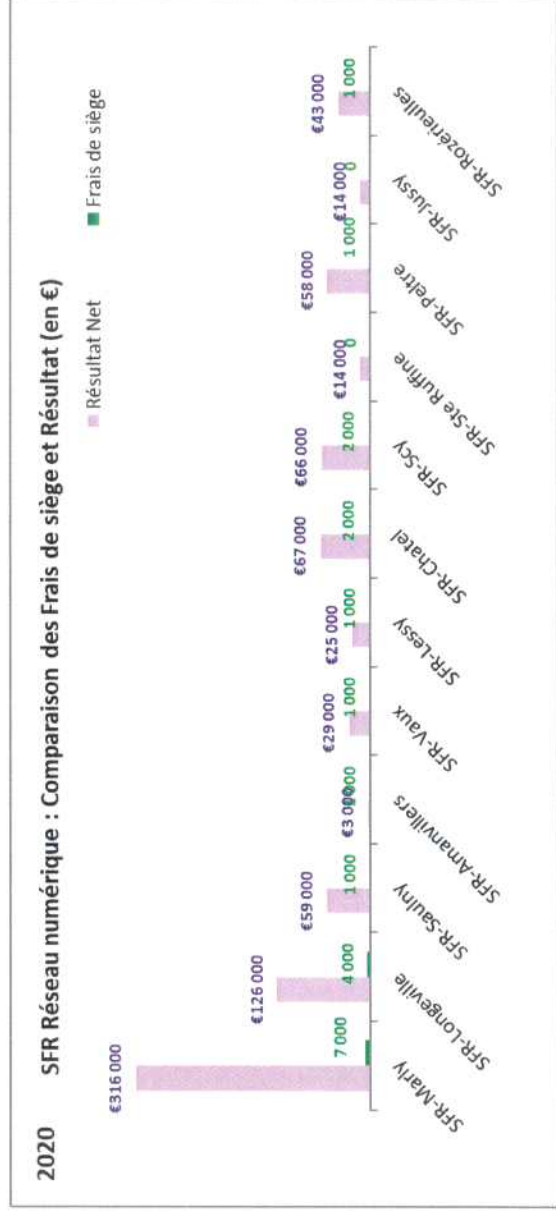 2020 SFR Réseau numérique : Comparaison des Frais de siège et Résultat (en €)
Résultat Net
Frais de siège
€316 000
7 000
€126 000
4 000
€59 000
1 000
€3 000
€29 000
1 000
€25 000
1 000
€67 000
2 000
€66 000
2 000
€14 000
0
€58 000
1 000
€14 000
0
€43 000
1 000
SFR-Marly
SFR-Longeville
SFR-Saulny
SFR-Amanvillers
SFR-Vaux
SFR-Lessy
SFR-Chatel
SFR-Scy
SFR-Ste Ruffine
SFR-Peltre
SFR-Jussy
SFR-Rozérieulles